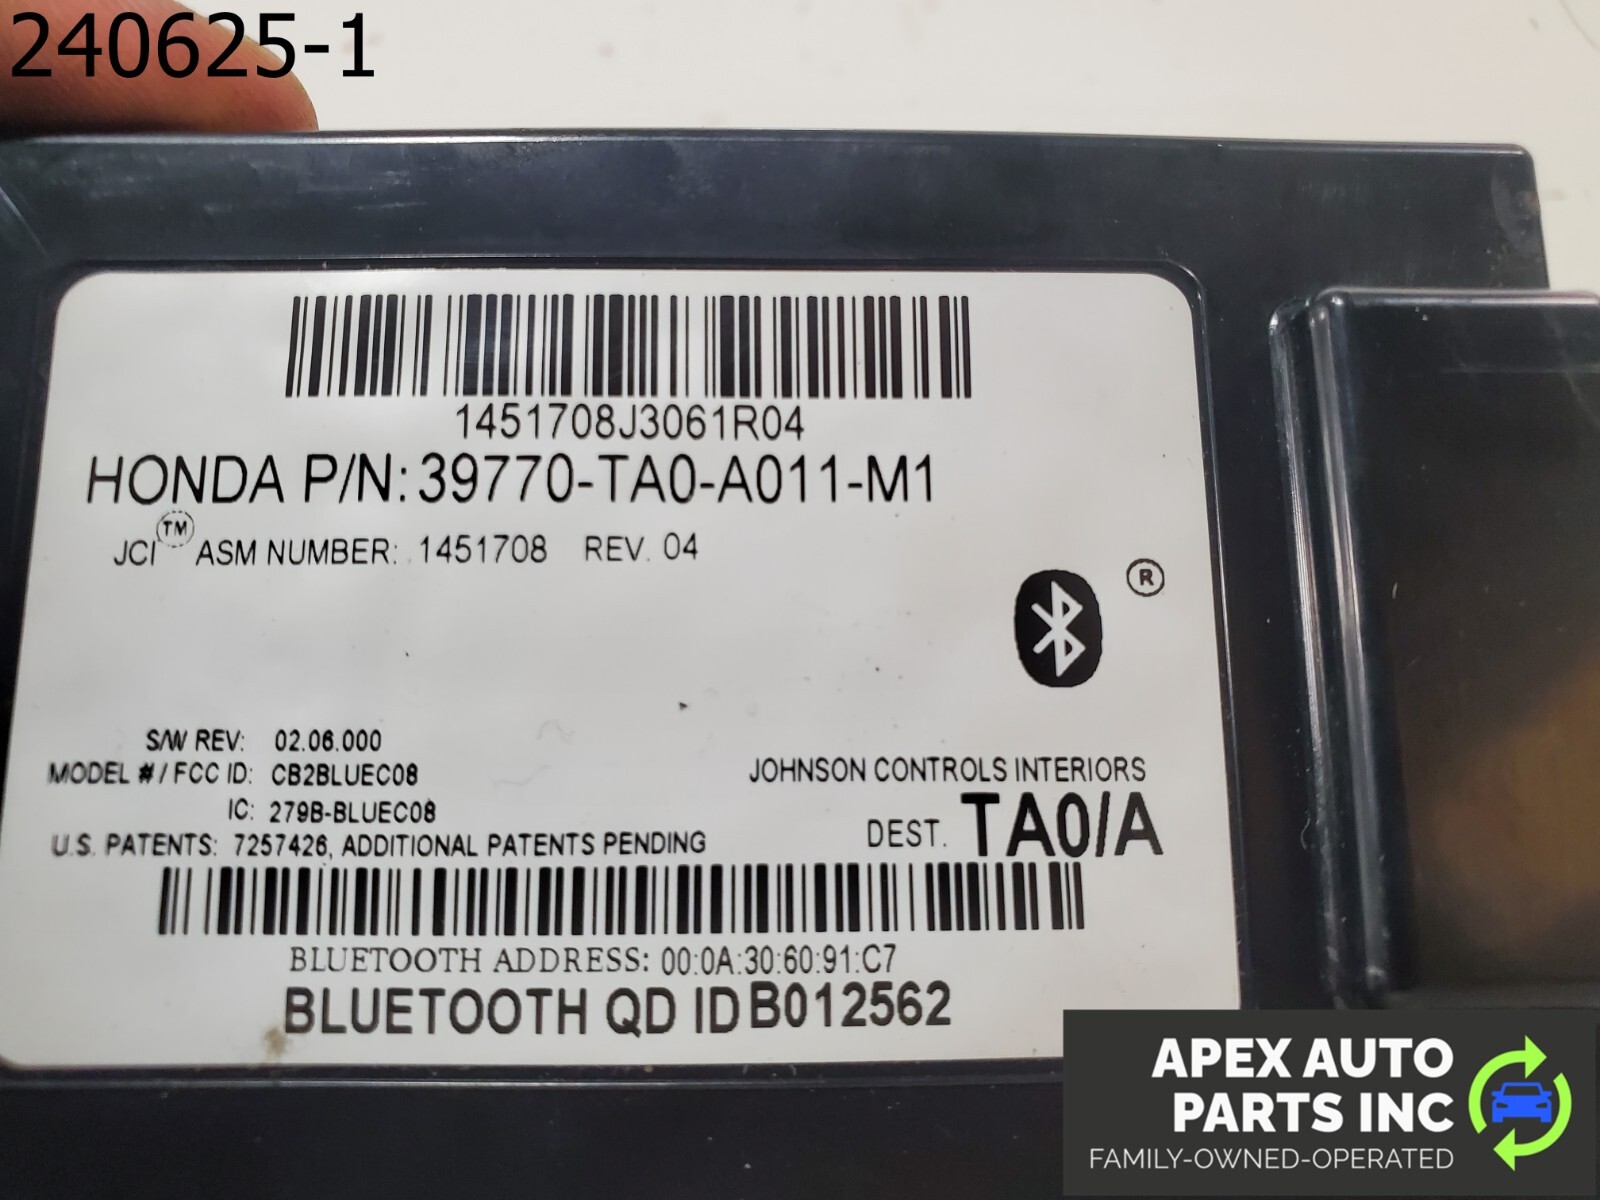 240625-1
1451708J3061R04
HONDA P/N: 39770-TA0-A011-M1
JCI™ ASM NUMBER: 1451708 REV. 04
®
S/W REV: 02.06.000
MODEL # / FCC ID: CB2BLUEC08
IC: 279B-BLUEC08
U.S. PATENTS: 7257426, ADDITIONAL PATENTS PENDING
JOHNSON CONTROLS INTERIORS
DEST. TA0/A
BLUETOOTH ADDRESS: 00:0A:30:60:91:C7
BLUETOOTH QD ID B012562
APEX AUTO
PARTS INC
FAMILY-OWNED-OPERATED